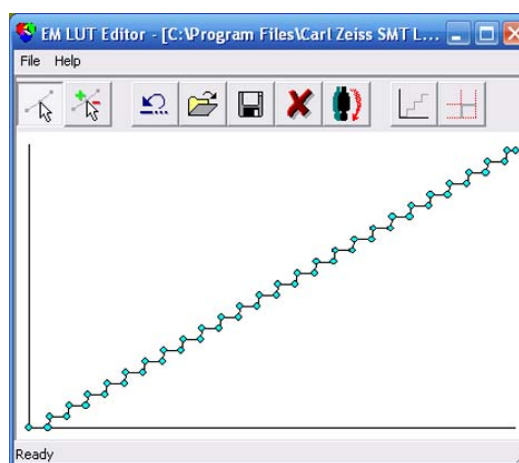 EM LUT Editor - [C:\Program Files\Carl Zeiss SMT L...
File Help
Ready